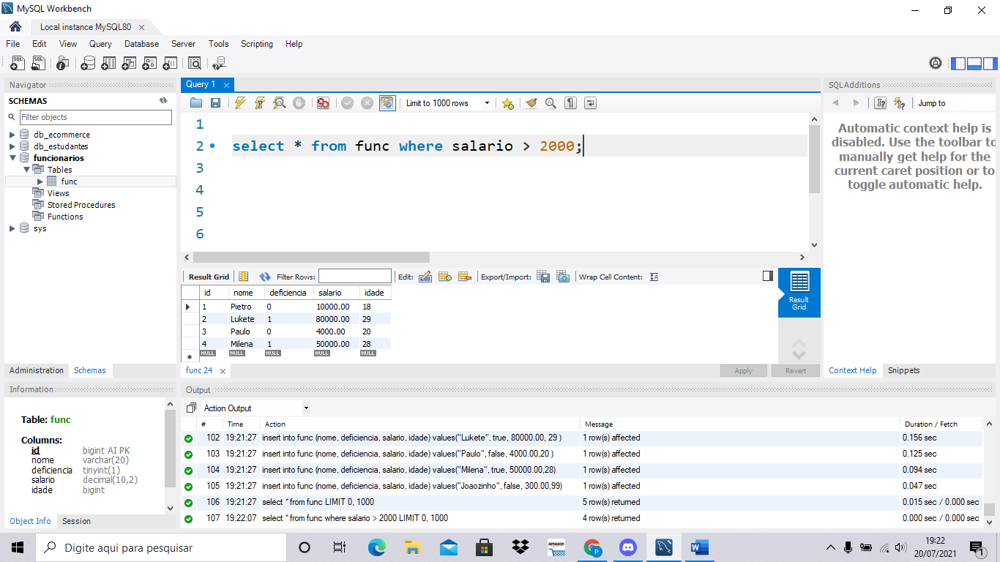 MySQL Workbench
Local instance MySQL80
File Edit View Query Database Server Tools Scripting Help
Navigator
SCHEMAS
Filter objects
db_ecommerce
db_estudantes
funcionarios
Tables
func
Views
Stored Procedures
Functions
sys
Administration Schemas
Query 1
Limit to 1000 rows
1
2 select * from func where salario > 2000;
3
4
5
6
Result Grid Filter Rows: Edit: Export/Import: Wrap Cell Content:
id nome deficiencia salario idade
1 Pietro 0 10000.00 18
2 Lukete 1 80000.00 29
3 Paulo 0 4000.00 20
4 Milena 1 50000.00 28
NULL NULL NULL NULL NULL
Result
Grid
func 24 Apply Revert
SQLAdditions
Jump to
Automatic context help is
disabled. Use the toolbar to
manually get help for the
current caret position or to
toggle automatic help.
Context Help Snippets
Information
Table: func
Columns:
id bigint AI PK
nome varchar(20)
deficiencia tinyint(1)
salario decimal(10,2)
idade bigint
Object Info Session
Output
Action Output
# Time Action Message Duration / Fetch
102 19:21:27 insert into func (nome, deficiencia, salario, idade) values("Lukete", true, 80000.00, 29 ) 1 row(s) affected 0.156 sec
103 19:21:27 insert into func (nome, deficiencia, salario, idade) values("Paulo", false, 4000.00,20 ) 1 row(s) affected 0.125 sec
104 19:21:27 insert into func (nome, deficiencia, salario, idade) values("Milena", true, 50000.00,28) 1 row(s) affected 0.094 sec
105 19:21:27 insert into func (nome, deficiencia, salario, idade) values("Joaozinho", false, 300.00,99) 1 row(s) affected 0.047 sec
106 19:21:27 select * from func LIMIT 0, 1000 5 row(s) returned 0.015 sec / 0.000 sec
107 19:22:07 select * from func where salario > 2000 LIMIT 0, 1000 4 row(s) returned 0.000 sec / 0.000 sec
Digite aqui para pesquisar
19:22
20/07/2021
1